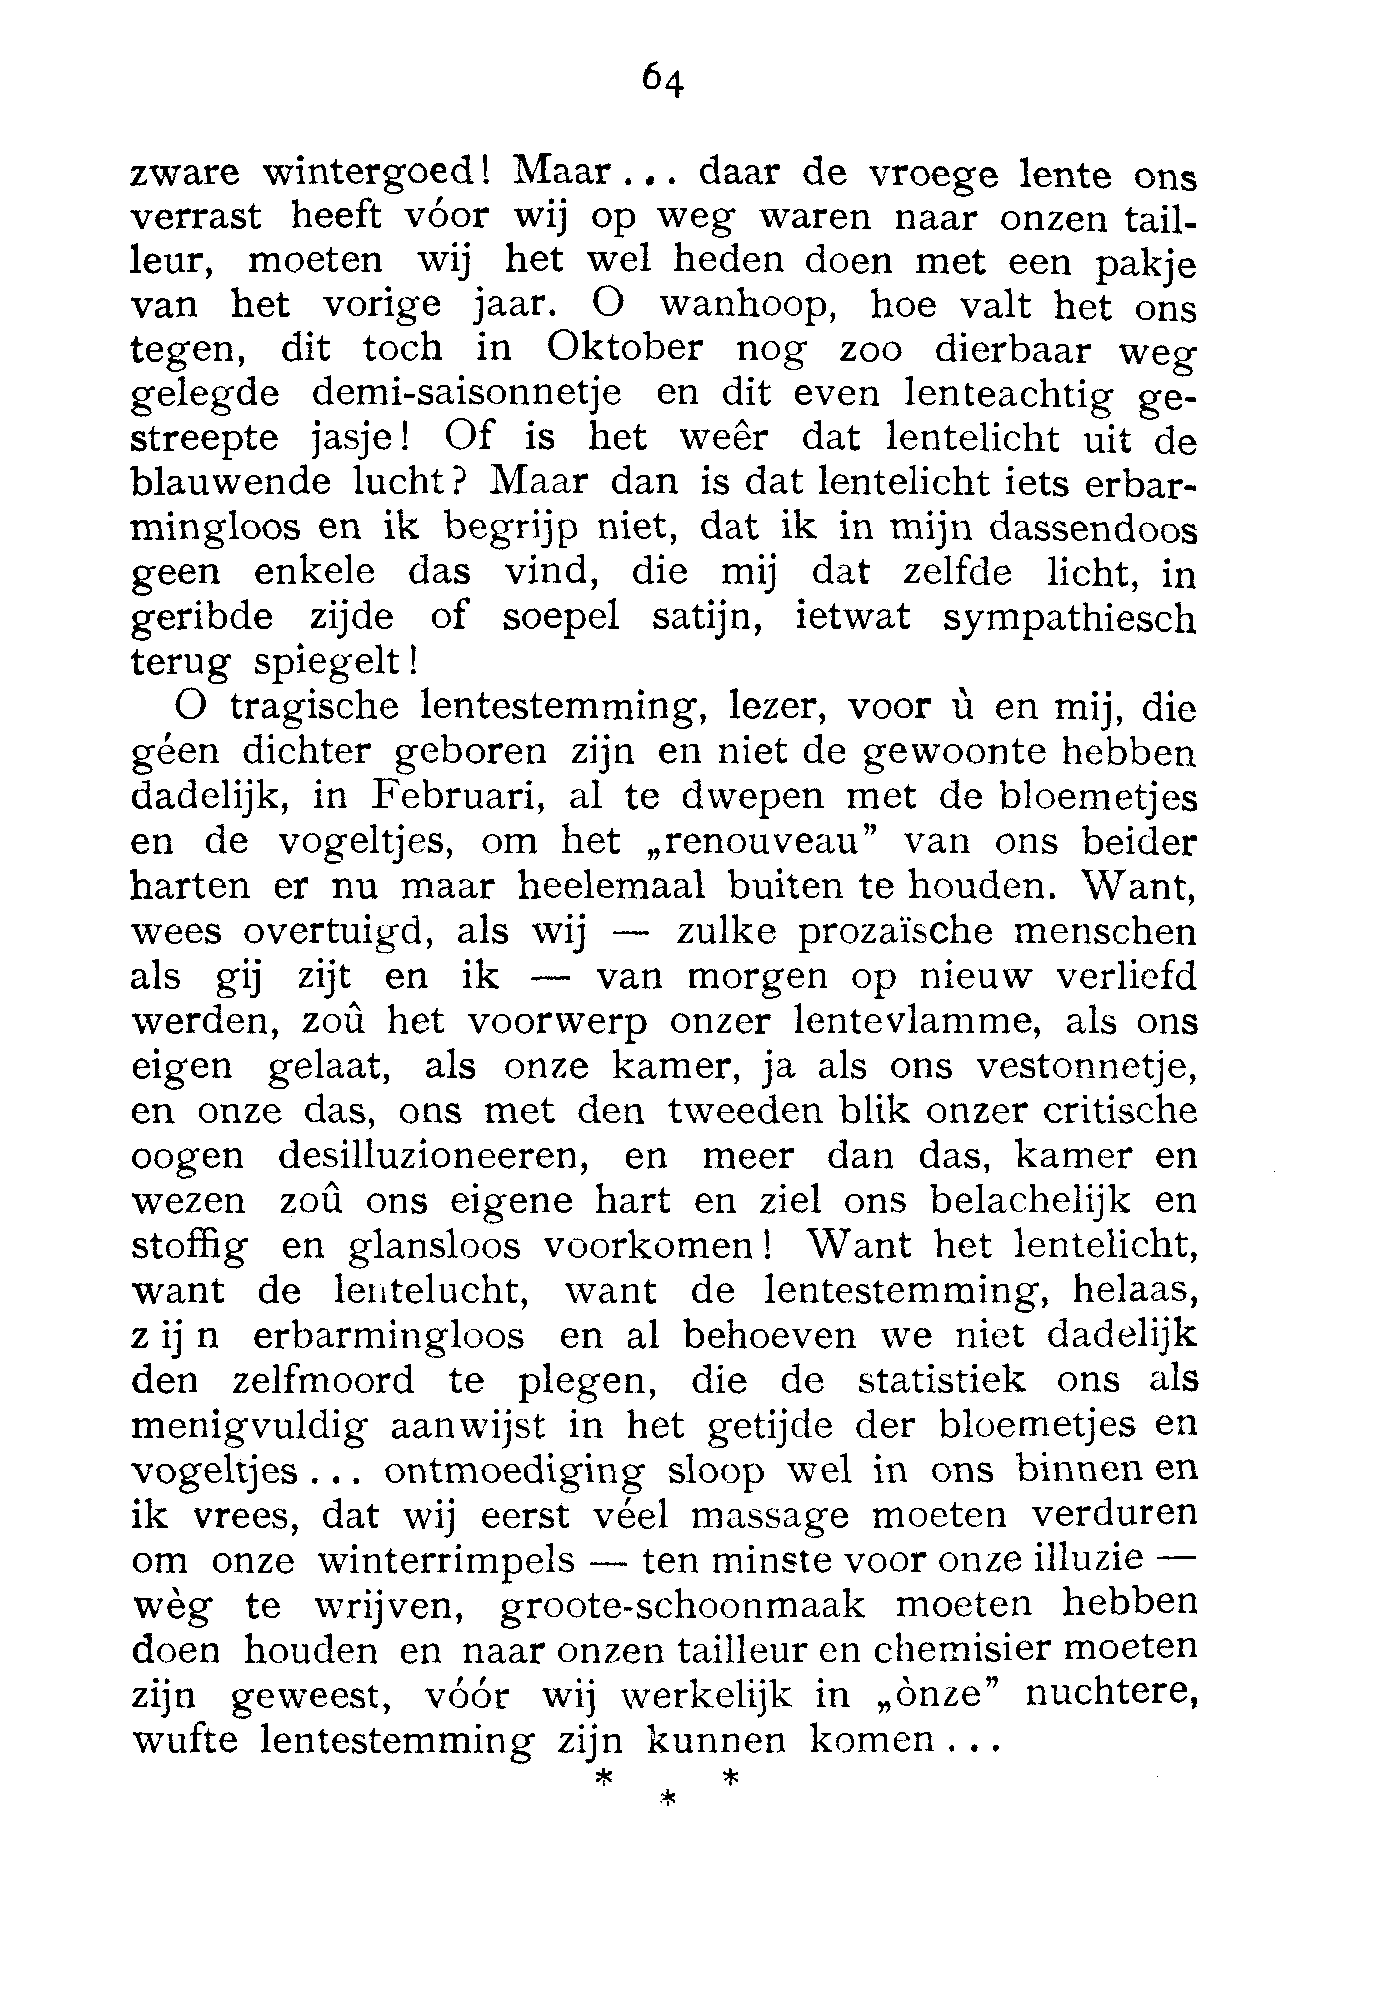 64
zware wintergoed! Maar... daar de vroege lente ons
verrast heeft vóor wij op weg waren naar onzen tail-
leur, moeten wij het wel heden doen met een pakje
van het vorige jaar. O wanhoop, hoe valt het ons
tegen, dit toch in Oktober nog zoo dierbaar weg
gelegde demi-saisonnetje en dit even lenteachtig ge-
streepte jasje! Of is het weêr dat lentelicht uit de
blauwende lucht? Maar dan is dat lentelicht iets erbar-
mingloos en ik begrijp niet, dat ik in mijn dassendoos
geen enkele das vind, die mij dat zelfde licht, in
geribde zijde of soepel satijn, ietwat sympathiesch
terug spiegelt!
O tragische lentestemming, lezer, voor ù en mij, die
géen dichter geboren zijn en niet de gewoonte hebben
dadelijk, in Februari, al te dwepen met de bloemetjes
en de vogeltjes, om het „renouveau” van ons beider
harten er nu maar heelemaal buiten te houden. Want,
wees overtuigd, als wij — zulke prozaïsche menschen
als gij zijt en ik — van morgen op nieuw verliefd
werden, zoû het voorwerp onzer lentevlamme, als ons
eigen gelaat, als onze kamer, ja als ons vestonnetje,
en onze das, ons met den tweeden blik onzer critische
oogen desilluzioneeren, en meer dan das, kamer en
wezen zoû ons eigene hart en ziel ons belachelijk en
stoffig en glansloos voorkomen! Want het lentelicht,
want de lentelucht, want de lentestemming, helaas,
z ij n erbarmingloos en al behoeven we niet dadelijk
den zelfmoord te plegen, die de statistiek ons als
menigvuldig aanwijst in het getijde der bloemetjes en
vogeltjes... ontmoediging sloop wel in ons binnen en
ik vrees, dat wij eerst véel massage moeten verduren
om onze winterrimpels — ten minste voor onze illuzie —
wèg te wrijven, groote-schoonmaak moeten hebben
doen houden en naar onzen tailleur en chemisier moeten
zijn geweest, vóór wij werkelijk in „ònze” nuchtere,
wufte lentestemming zijn kunnen komen...
* *
*